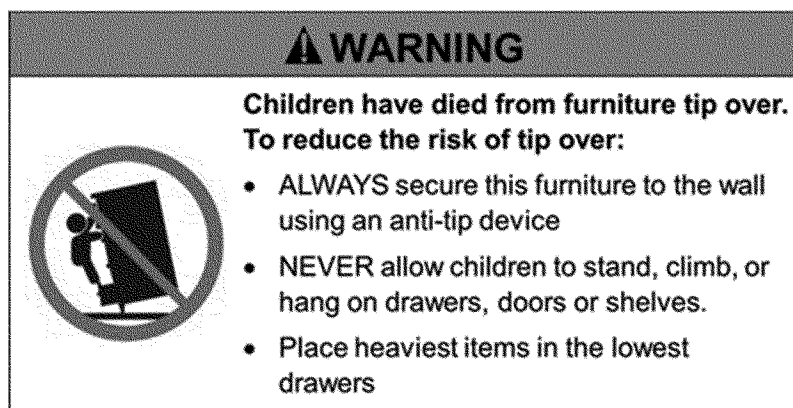 WARNING
Children have died from furniture tip over.
To reduce the risk of tip over:
• ALWAYS secure this furniture to the wall
using an anti-tip device
• NEVER allow children to stand, climb, or
hang on drawers, doors or shelves.
• Place heaviest items in the lowest
drawers